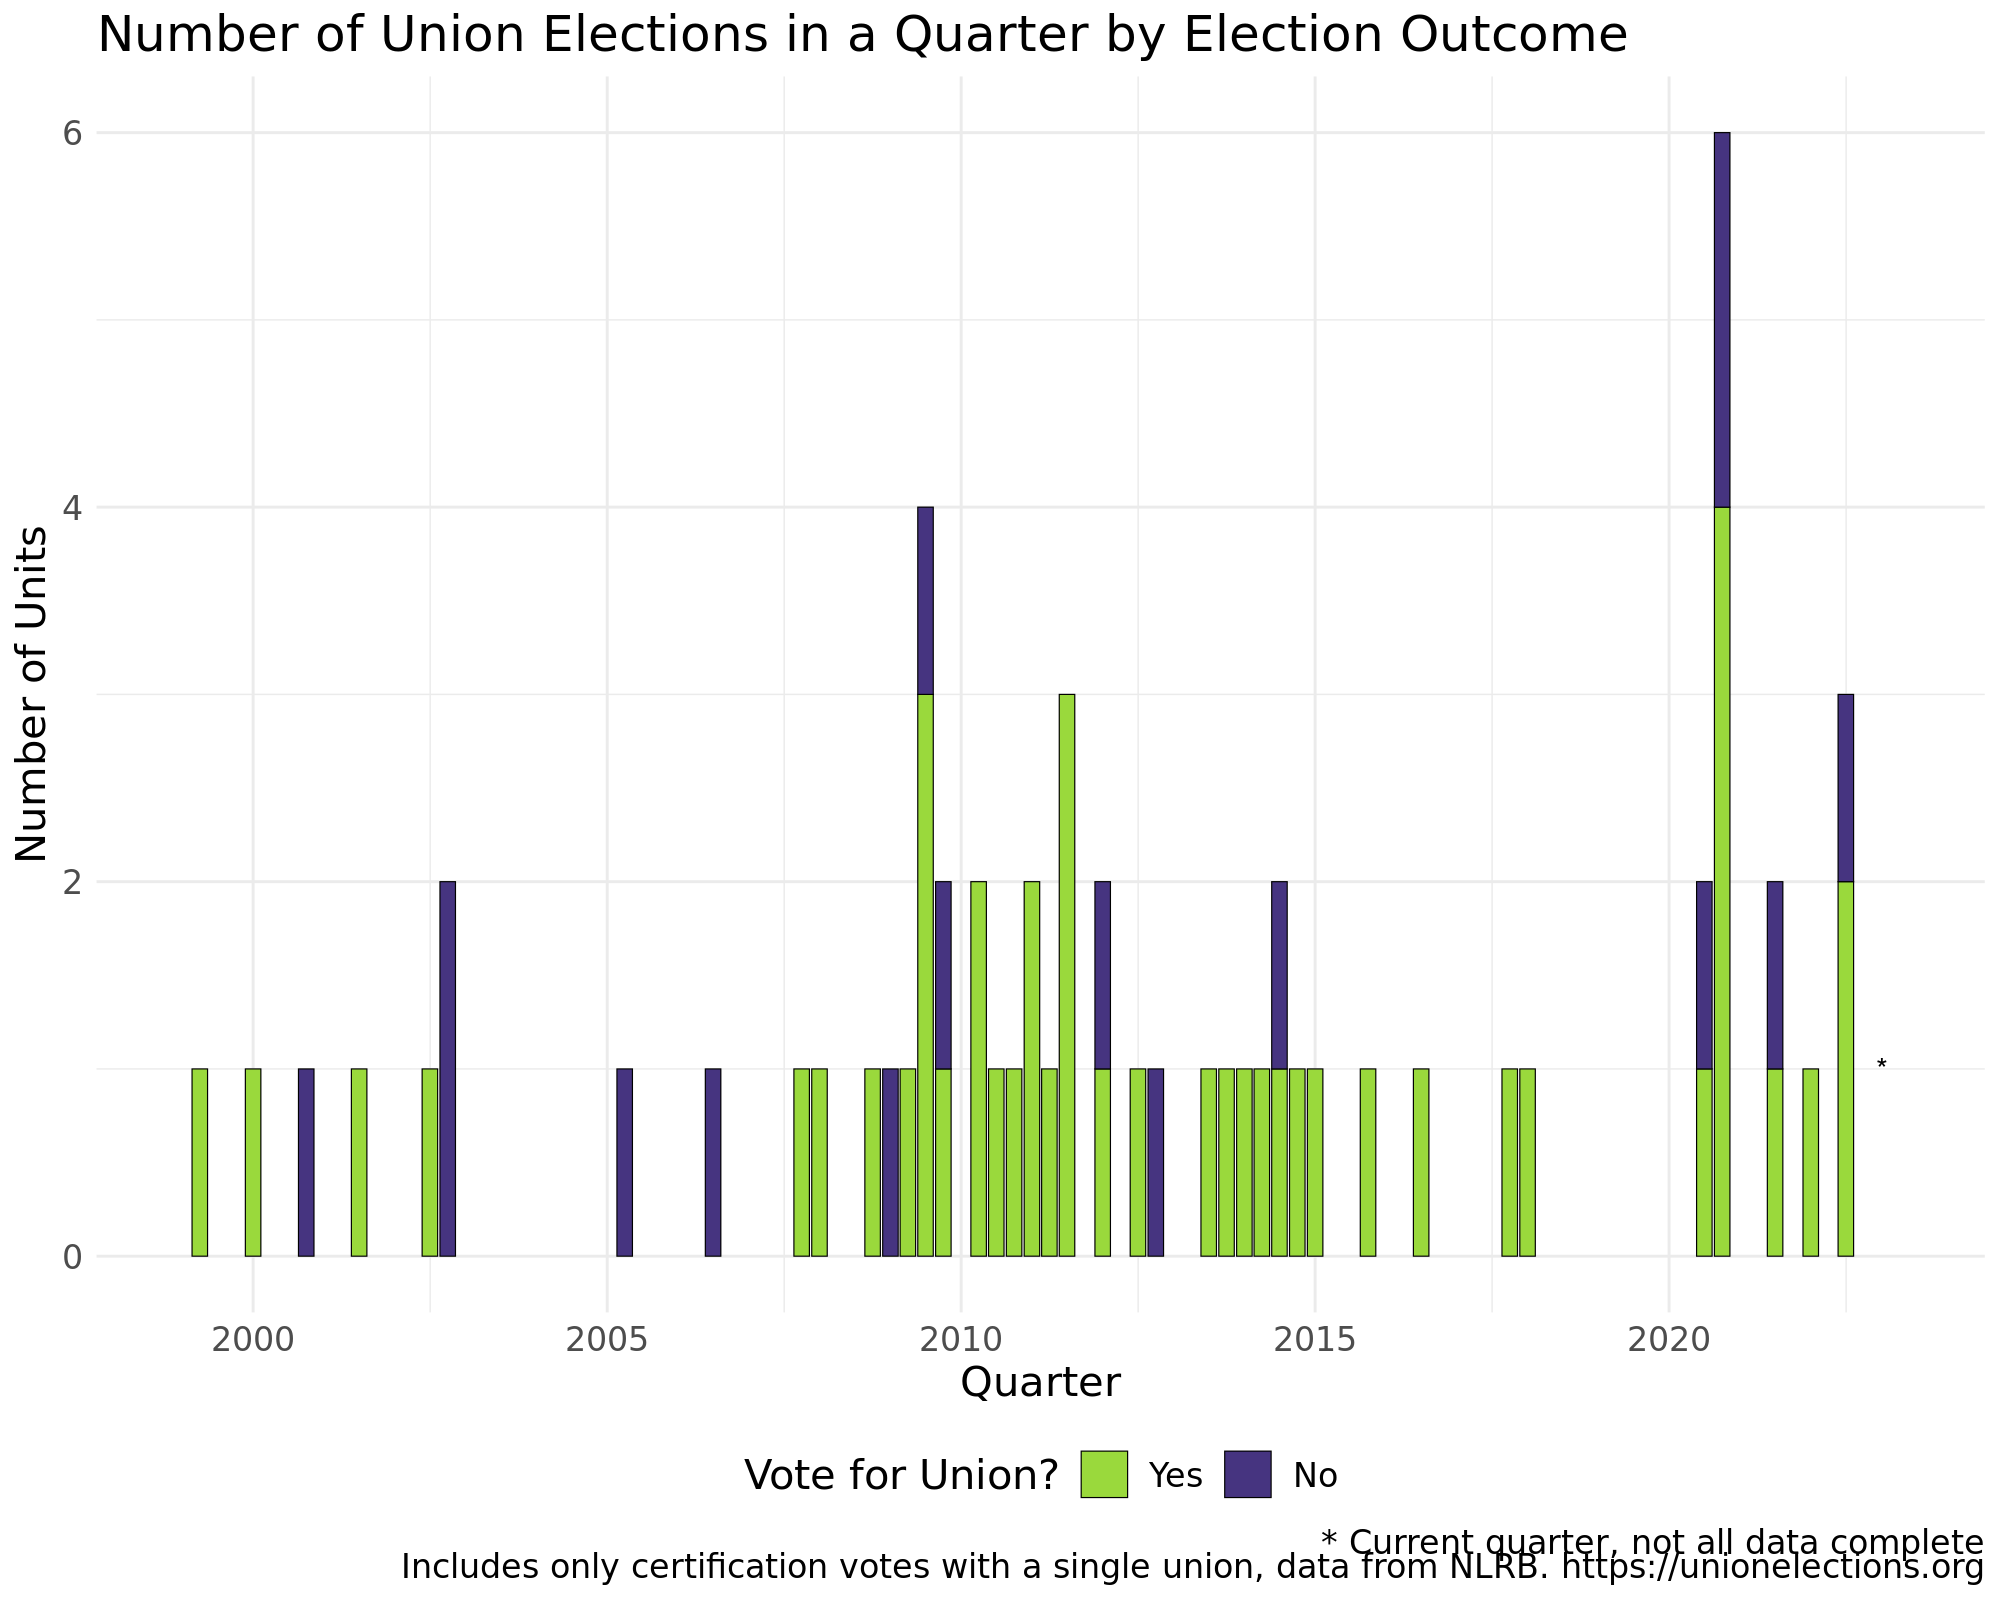 Number of Union Elections in a Quarter by Election Outcome
6
4
2
0
Number of Units
*
2000 2005 2010 2015 2020
Quarter
Vote for Union? Yes No
* Current quarter, not all data complete
Includes only certification votes with a single union, data from NLRB. https://unionelections.org